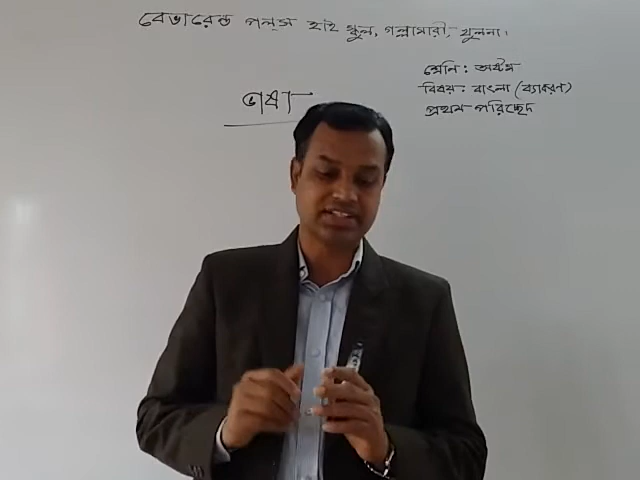 রেভারেন্ড পলস হাই স্কুল, গল্লামারী, খুলনা।
শ্রেণি: অষ্টম
বিষয়: বাংলা (ব্যাকরণ)
প্রথম পরিচ্ছেদ
ভাষা